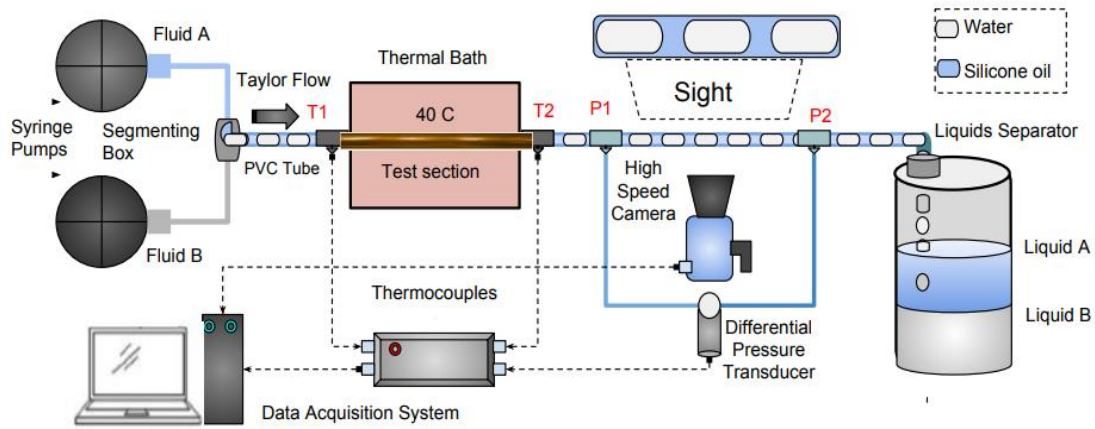 Fluid A
Taylor Flow
Thermal Bath
Water
Silicone oil
Sight
T1
40 C
T2
P1
P2
Syringe
Pumps
Segmenting
Box
PVC Tube
Test section
Liquids Separator
High
Speed
Camera
Fluid B
Liquid A
Thermocouples
Liquid B
Differential
Pressure
Transducer
Data Acquisition System